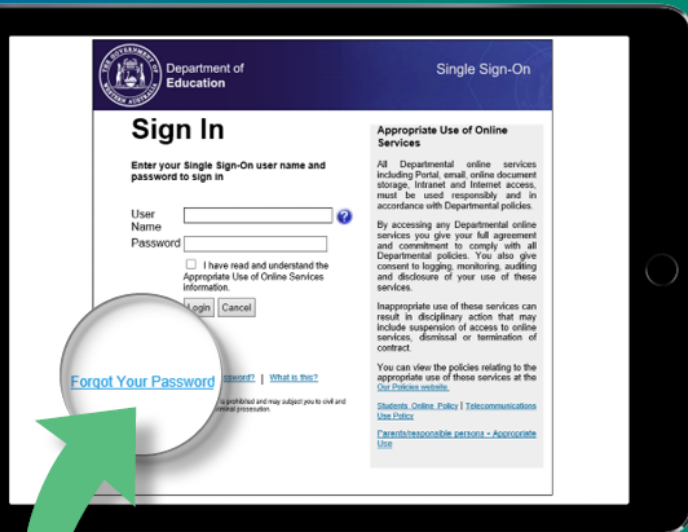 THE GOVERNMENT OF
WESTERN AUSTRALIA
Department of
Education
Single Sign-On
Sign In
Enter your Single Sign-On user name and
password to sign in
User
Name
Password
I have read and understand the
Appropriate Use of Online Services
information.
Login Cancel
Forgot Your Password
ssword? | What is this?
is prohibited and may subject you to civil and
minal prosecution.
Appropriate Use of Online
Services
All Departmental online services
including Portal, email, online document
storage, Intranet and Internet access,
must be used responsibly and in
accordance with Departmental policies.
By accessing any Departmental online
services you give your full agreement
and commitment to comply with all
Departmental policies. You also give
consent to logging, monitoring, auditing
and disclosure of your use of these
services.
Inappropriate use of these services can
result in disciplinary action that may
include suspension of access to online
services, dismissal or termination of
contract.
You can view the policies relating to the
appropriate use of these services at the
Our Policies website.
Students Online Policy | Telecommunications
Use Policy
Parents/responsible persons - Appropriate
Use